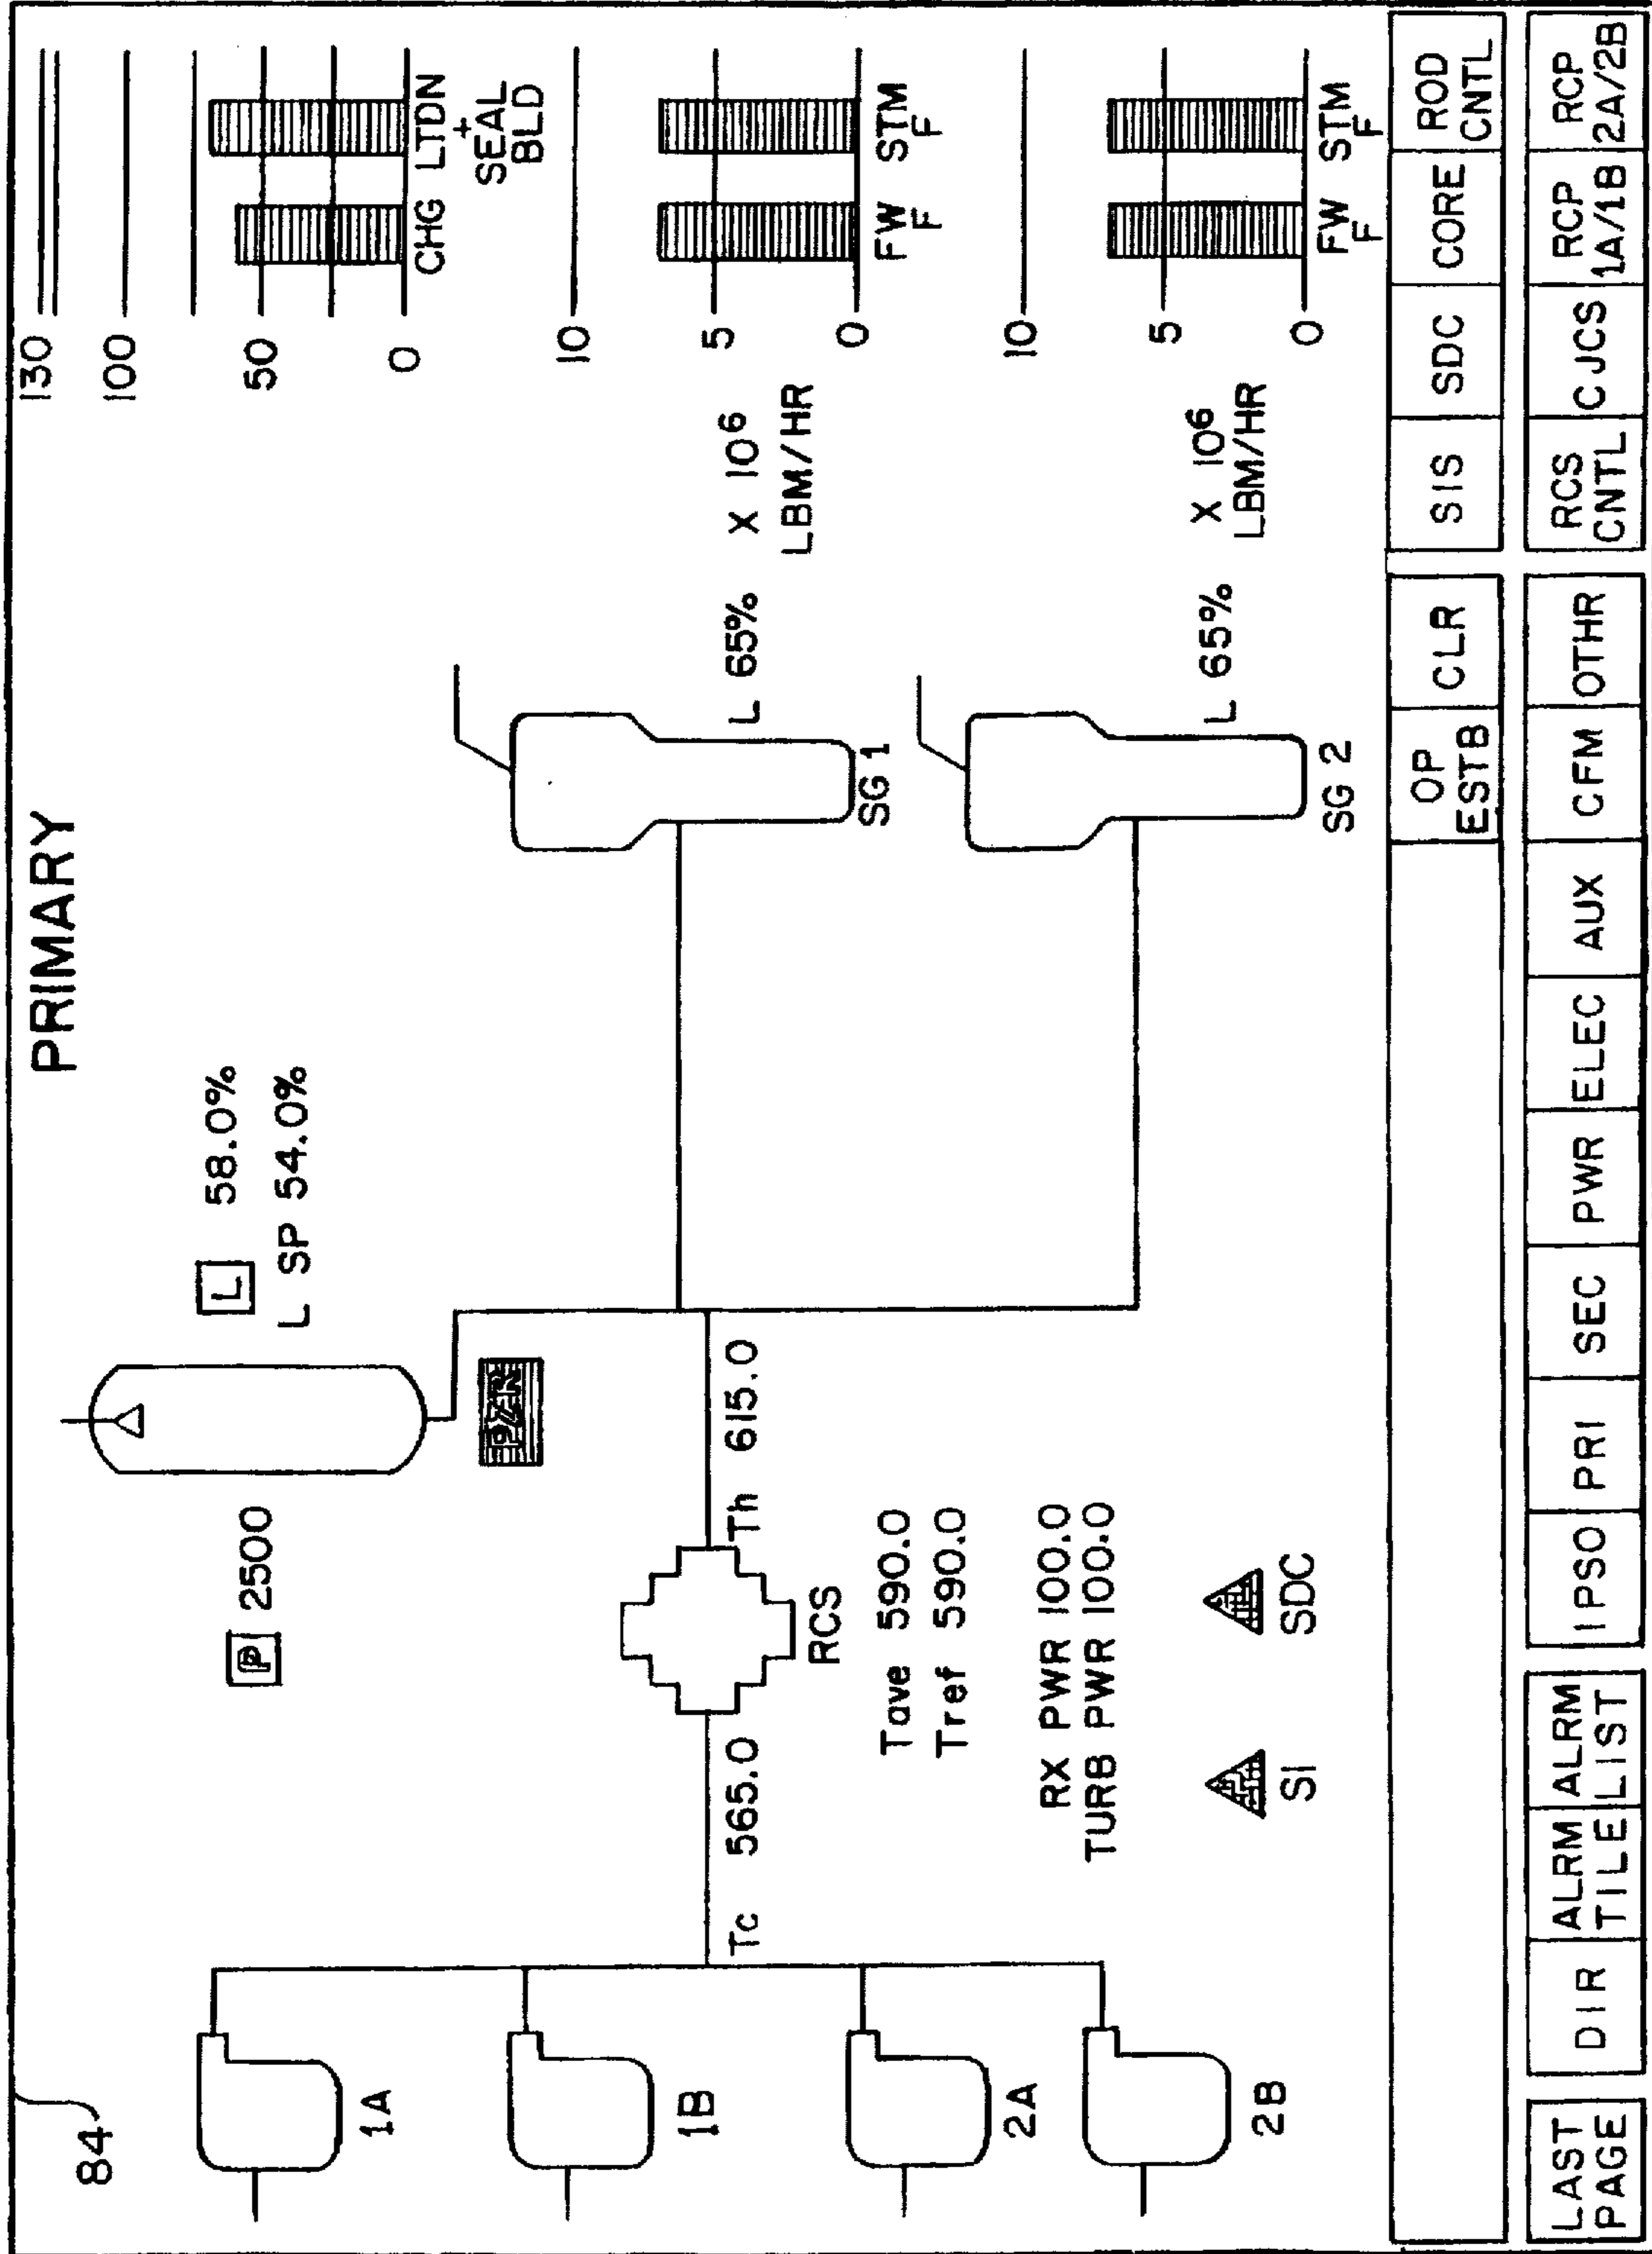 84
PRIMARY
130
100
50
0
CHG LTDN
+
SEAL
BLD
P 2500
L 58.0%
L SP 54.0%
1A
1B
2A
2B
Tc 565.0
Th 615.0
RCS
Tave 590.0
Tref 590.0
RX PWR 100.0
TURB PWR 100.0
SI
SDC
SG 1
L 65%
X 10⁶
LBM/HR
10
5
0
FW
F
STM
F
SG 2
L 65%
X 10⁶
LBM/HR
10
5
0
FW
F
STM
F
OP
ESTB
CLR
SIS
SDC
CORE
ROD
CNTL
LAST
PAGE
DIR
ALRM
TILE
ALRM
LIST
IPSO
PRI
SEC
PWR
ELEC
AUX
CFM
OTHR
RCS
CNTL
CJCS
RCP
1A/1B
RCP
2A/2B